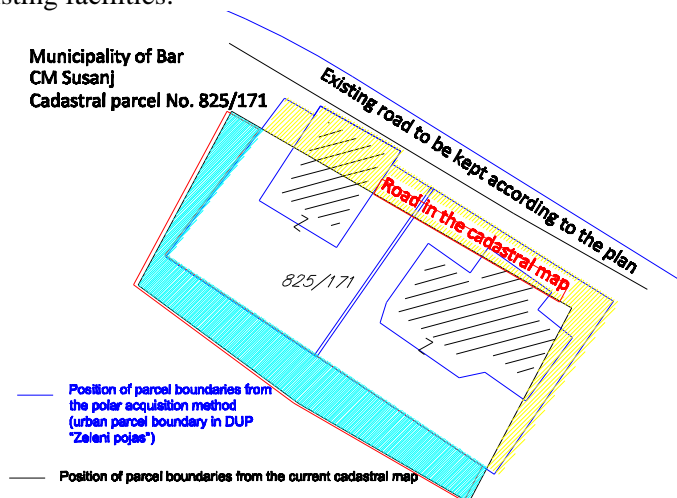 sting facilities.
Municipality of Bar
CM Susanj
Cadastral parcel No. 825/171
Existing road to be kept according to the plan
Road in the cadastral map
Z
825/171
Z
Position of parcel boundaries from
the polar acquisition method
(urban parcel boundary in DUP
"Zeleni pojas")
Position of parcel boundaries from the current cadastral map